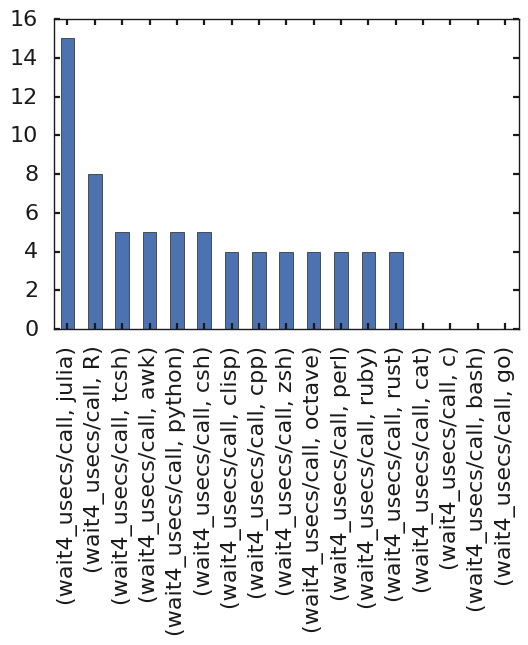 16
14
12
10
8
6
4
2
0
(wait4_usecs/call, julia)
(wait4_usecs/call, R)
(wait4_usecs/call, tcsh)
(wait4_usecs/call, awk)
(wait4_usecs/call, python)
(wait4_usecs/call, csh)
(wait4_usecs/call, clisp)
(wait4_usecs/call, cpp)
(wait4_usecs/call, zsh)
(wait4_usecs/call, octave)
(wait4_usecs/call, perl)
(wait4_usecs/call, ruby)
(wait4_usecs/call, rust)
(wait4_usecs/call, cat)
(wait4_usecs/call, c)
(wait4_usecs/call, bash)
(wait4_usecs/call, go)